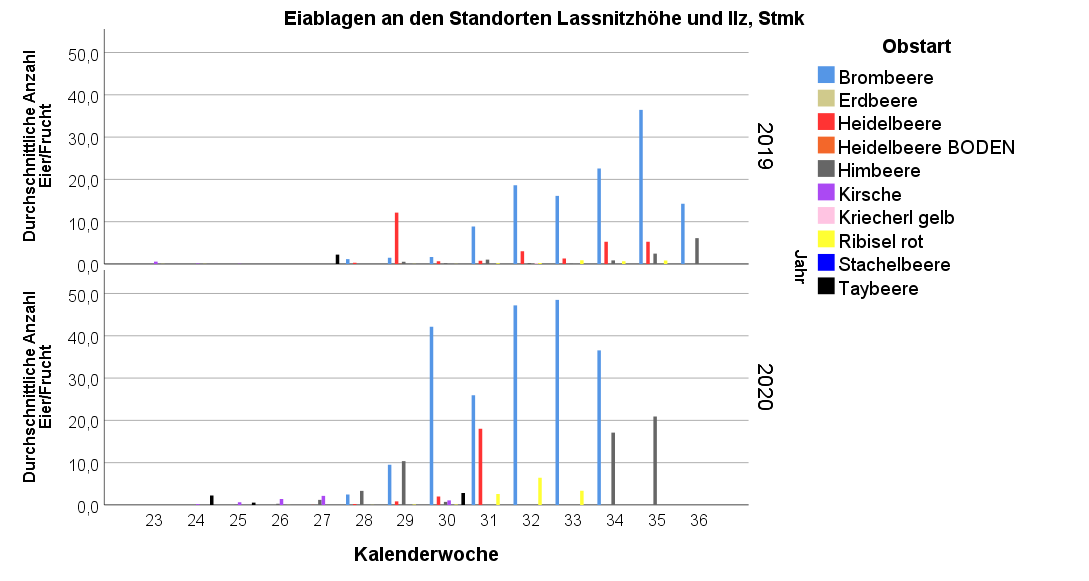 Eiablagen an den Standorten Lassnitzhöhe und Ilz, Stmk
Durchschnittliche Anzahl
Eier/Frucht
50,0
40,0
30,0
20,0
10,0
0,0
2019
Durchschnittliche Anzahl
Eier/Frucht
50,0
40,0
30,0
20,0
10,0
0,0
2020
Jahr
23 24 25 26 27 28 29 30 31 32 33 34 35 36
Kalenderwoche
Obstart
Brombeere
Erdbeere
Heidelbeere
Heidelbeere BODEN
Himbeere
Kirsche
Kriecherl gelb
Ribisel rot
Stachelbeere
Taybeere